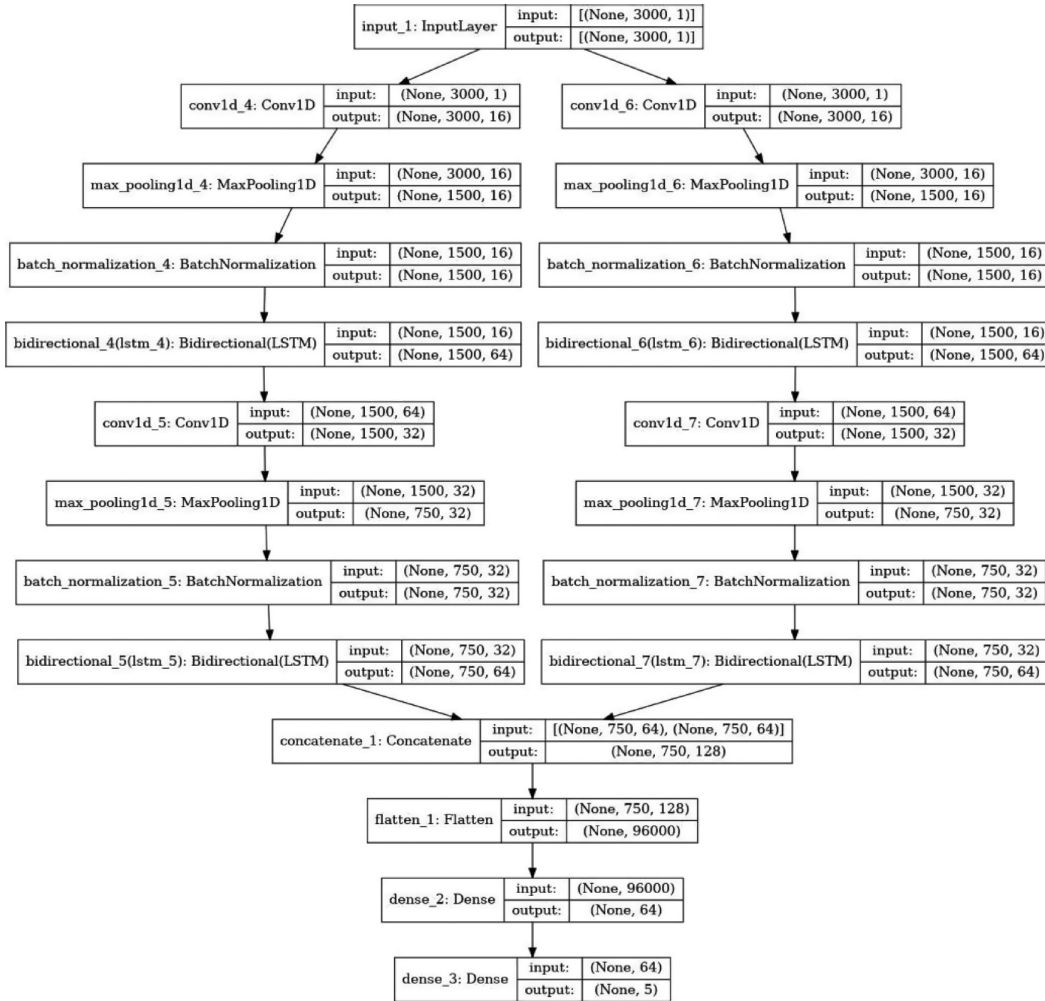 input_1: InputLayer input: [(None, 3000, 1)]
output: [(None, 3000, 1)]
conv1d_4: Conv1D input: (None, 3000, 1)
output: (None, 3000, 16)
conv1d_6: Conv1D input: (None, 3000, 1)
output: (None, 3000, 16)
max_pooling1d_4: MaxPooling1D input: (None, 3000, 16)
output: (None, 1500, 16)
max_pooling1d_6: MaxPooling1D input: (None, 3000, 16)
output: (None, 1500, 16)
batch_normalization_4: BatchNormalization input: (None, 1500, 16)
output: (None, 1500, 16)
batch_normalization_6: BatchNormalization input: (None, 1500, 16)
output: (None, 1500, 16)
bidirectional_4(lstm_4): Bidirectional(LSTM) input: (None, 1500, 16)
output: (None, 1500, 64)
bidirectional_6(lstm_6): Bidirectional(LSTM) input: (None, 1500, 16)
output: (None, 1500, 64)
conv1d_5: Conv1D input: (None, 1500, 64)
output: (None, 1500, 32)
conv1d_7: Conv1D input: (None, 1500, 64)
output: (None, 1500, 32)
max_pooling1d_5: MaxPooling1D input: (None, 1500, 32)
output: (None, 750, 32)
max_pooling1d_7: MaxPooling1D input: (None, 1500, 32)
output: (None, 750, 32)
batch_normalization_5: BatchNormalization input: (None, 750, 32)
output: (None, 750, 32)
batch_normalization_7: BatchNormalization input: (None, 750, 32)
output: (None, 750, 32)
bidirectional_5(lstm_5): Bidirectional(LSTM) input: (None, 750, 32)
output: (None, 750, 64)
bidirectional_7(lstm_7): Bidirectional(LSTM) input: (None, 750, 32)
output: (None, 750, 64)
concatenate_1: Concatenate input: [(None, 750, 64), (None, 750, 64)]
output: (None, 750, 128)
flatten_1: Flatten input: (None, 750, 128)
output: (None, 96000)
dense_2: Dense input: (None, 96000)
output: (None, 64)
dense_3: Dense input: (None, 64)
output: (None, 5)